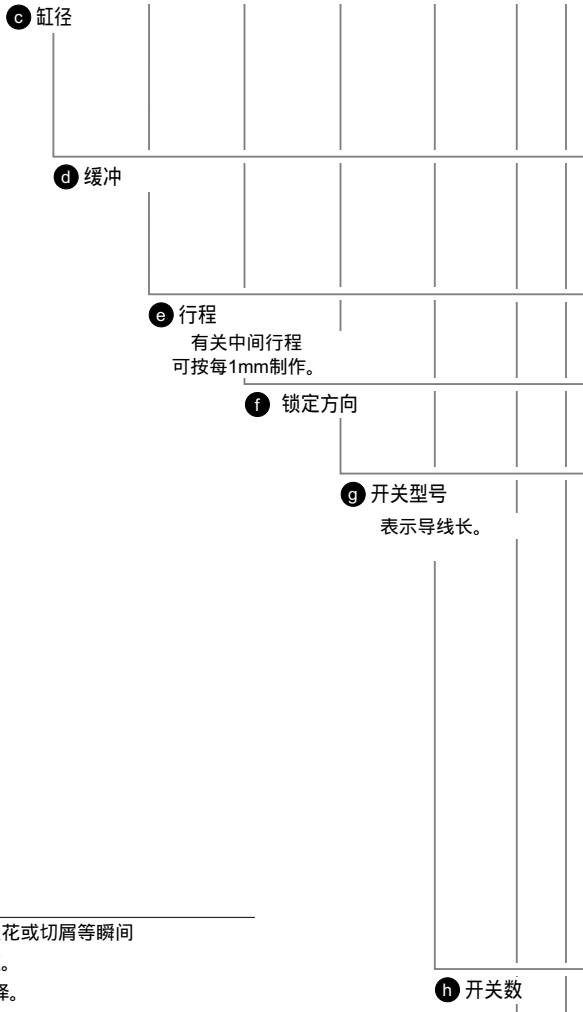 c 缸径
d 缓冲
e 行程
有关中间行程
可按每1mm制作。
f 锁定方向
g 开关型号
表示导线长。
花或切屑等瞬间
。
择。
h 开关数